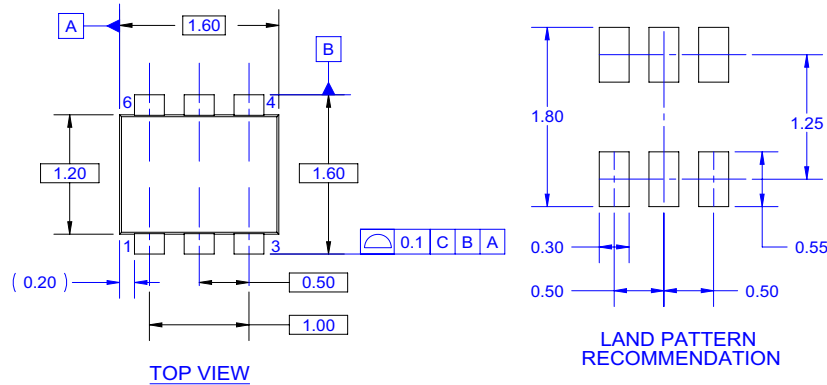 A
1.60
B
6
4
1.20
1.60
1
3
0.1 C B A
( 0.20 )
0.50
1.00
TOP VIEW
1.80
1.25
0.30
0.55
0.50
0.50
LAND PATTERN
RECOMMENDATION